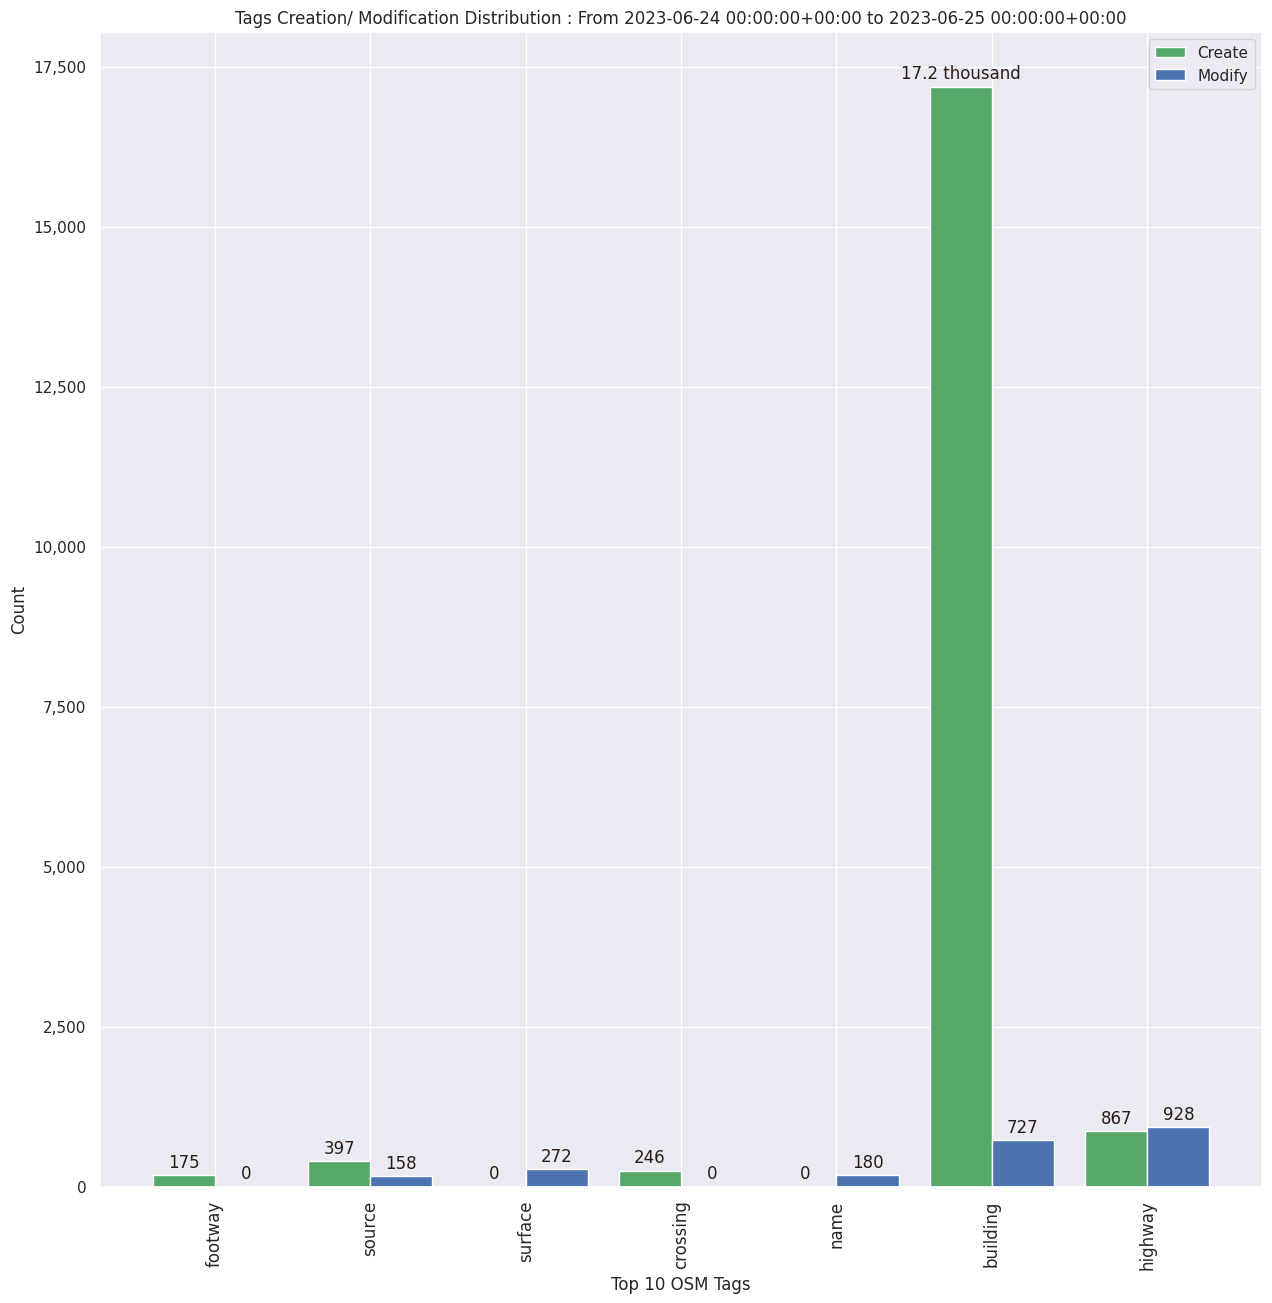 Tags Creation/ Modification Distribution : From 2023-06-24 00:00:00+00:00 to 2023-06-25 00:00:00+00:00
Create
Modify
17,500
15,000
12,500
10,000
7,500
5,000
2,500
0
Count
175
0
397
158
0
272
246
0
0
180
17.2 thousand
727
867
928
footway
source
surface
crossing
name
building
highway
Top 10 OSM Tags